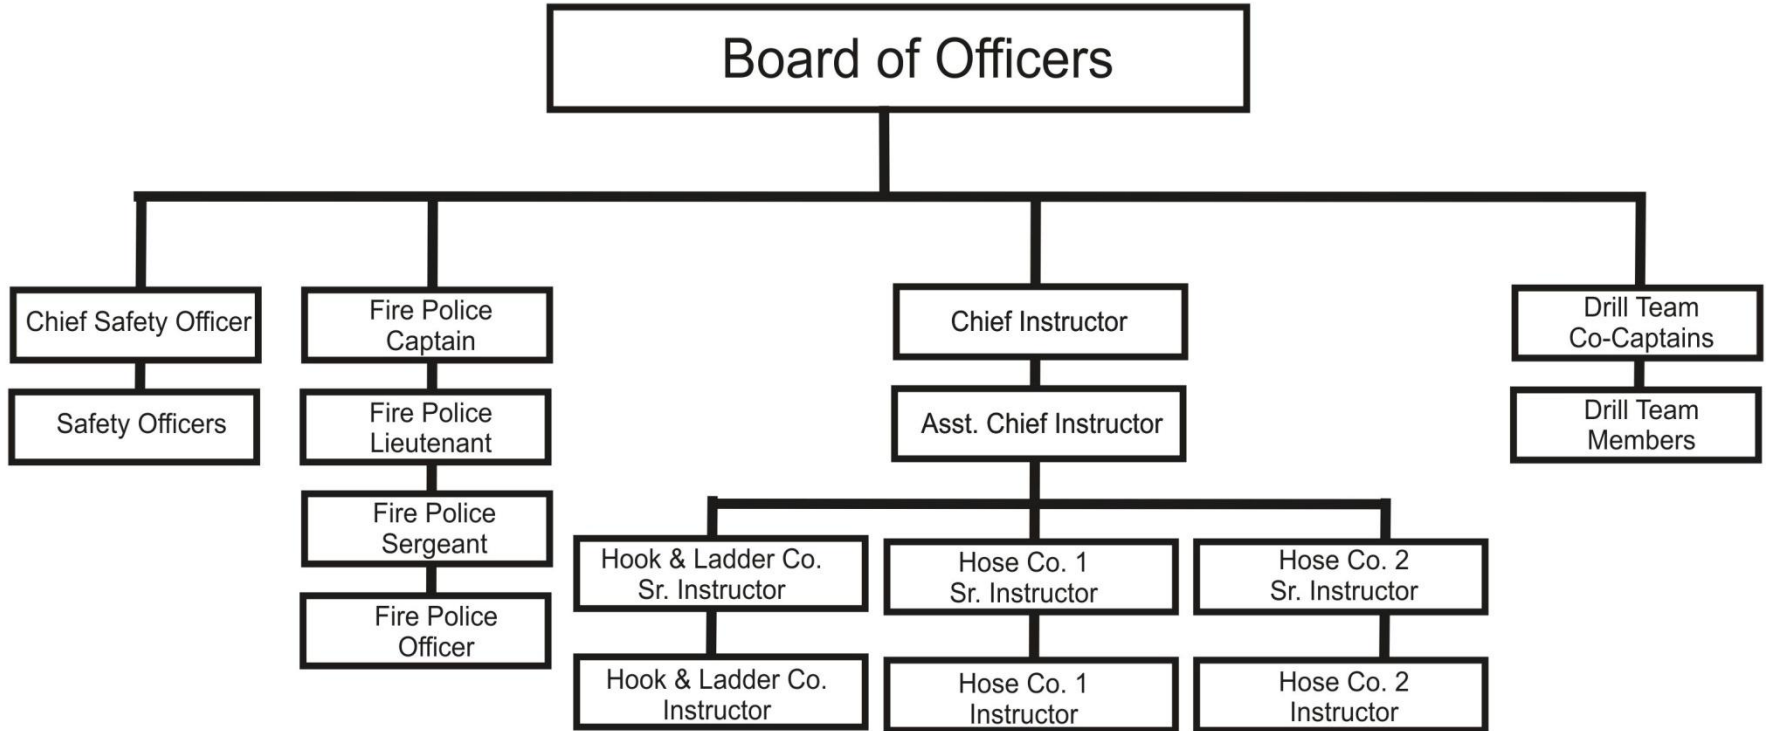 Board of Officers
Chief Safety Officer
Safety Officers
Fire Police
Captain
Fire Police
Lieutenant
Fire Police
Sergeant
Fire Police
Officer
Chief Instructor
Asst. Chief Instructor
Hook & Ladder Co.
Sr. Instructor
Hook & Ladder Co.
Instructor
Hose Co. 1
Sr. Instructor
Hose Co. 1
Instructor
Hose Co. 2
Sr. Instructor
Hose Co. 2
Instructor
Drill Team
Co-Captains
Drill Team
Members